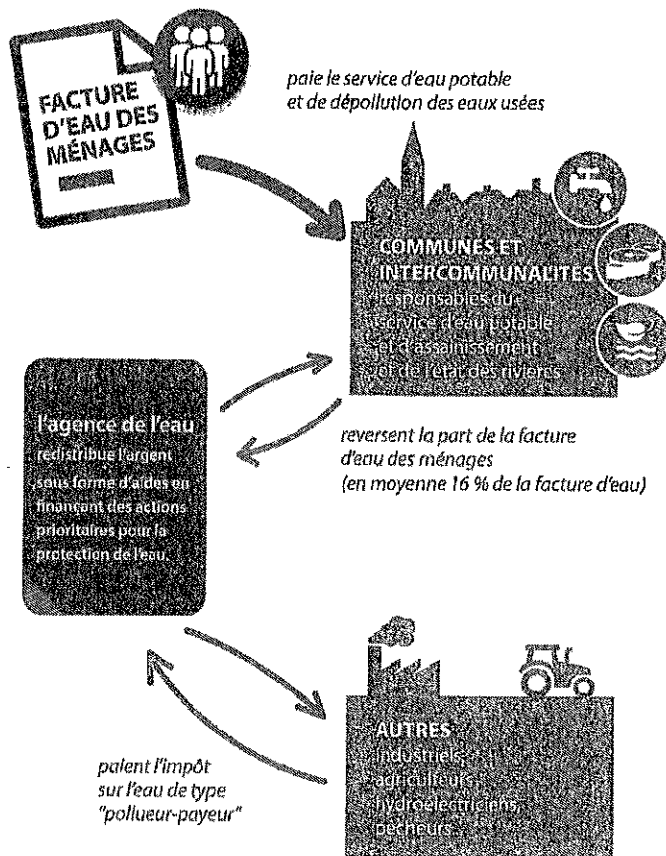 FACTURE
D'EAU DES
MÉNAGES
paie le service d'eau potable
et de dépollution des eaux usées
COMMUNES ET
INTERCOMMUNALITÉS
responsables du
service d'eau potable
et d'assainissement
et de l'état des rivières
l'agence de l'eau
redistribue l'argent
sous forme d'aides en
finançant des actions
prioritaires pour la
protection de l'eau.
reversent la part de la facture
d'eau des ménages
(en moyenne 16 % de la facture d'eau)
AUTRES
industriels,
agriculteurs,
hydroélectriciens,
pêcheurs
paient l'impôt
sur l'eau de type
"pollueur-payeur"